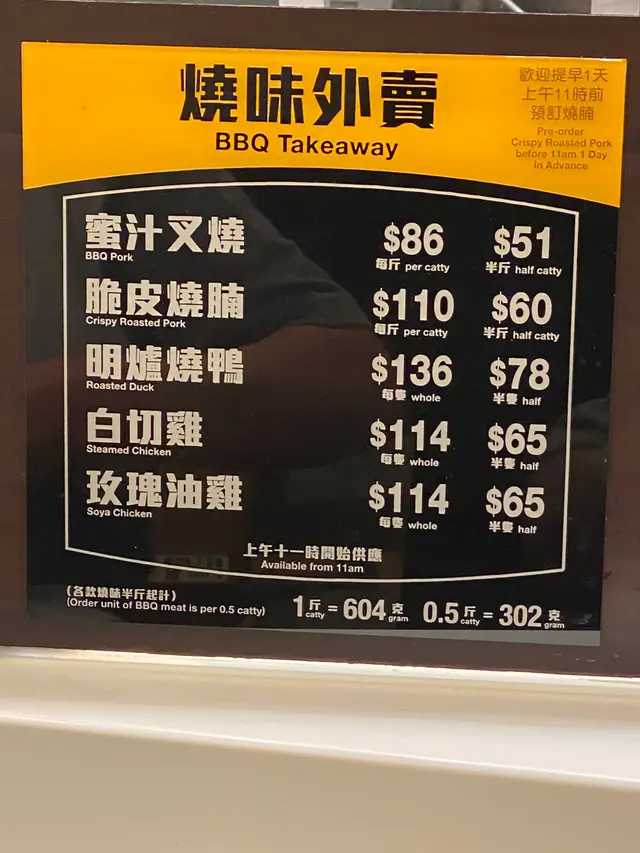 燒味外賣
BBQ Takeaway
歡迎提早1天
上午11時前
預訂燒腩
Pre-order
Crispy Roasted Pork
before 11am 1 Day
in Advance
蜜汁叉燒 $86 $51
BBQ Pork 每斤 per catty 半斤 half catty
脆皮燒腩 $110 $60
Crispy Roasted Pork 每斤 per catty 半斤 half catty
明爐燒鴨 $136 $78
Roasted Duck 每隻 whole 半隻 half
白切雞 $114 $65
Steamed Chicken 每隻 whole 半隻 half
玫瑰油雞 $114 $65
Soya Chicken 每隻 whole 半隻 half
上午十一時開始供應
Available from 11am
(各款燒味半斤起計)
(Order unit of BBQ meat is per 0.5 catty)
1斤 catty = 604克 gram 0.5斤 catty = 302克 gram